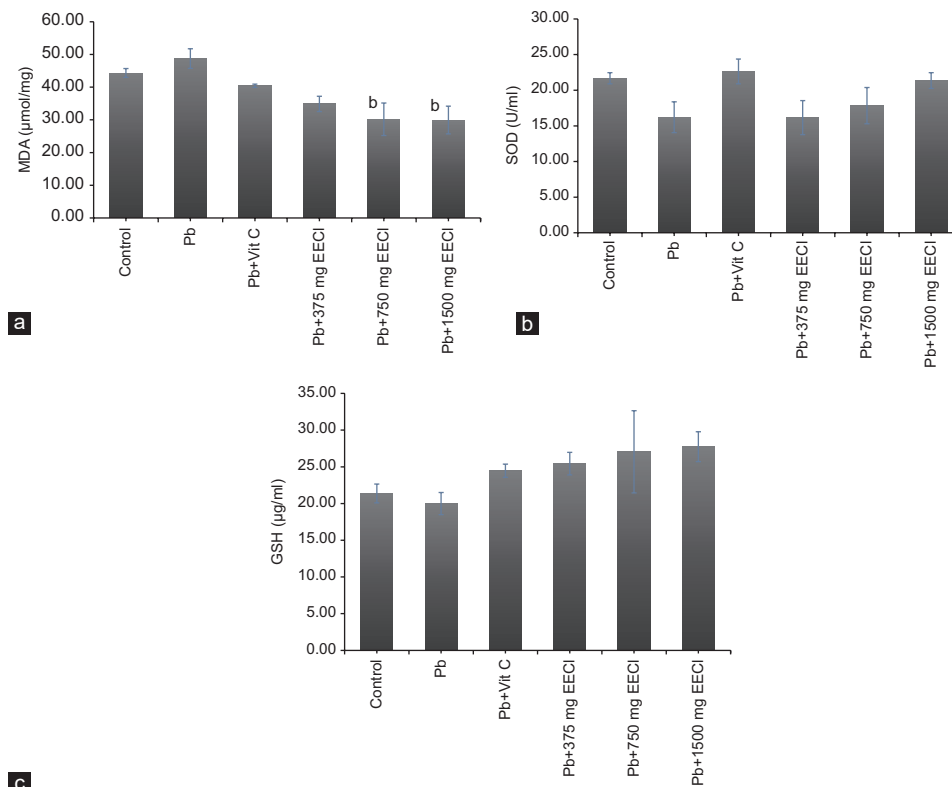 MDA (µmol/mg)
60.00
50.00
40.00
30.00
20.00
10.00
0.00
b
b
Control
Pb
Pb+Vit C
Pb+375 mg EECI
Pb+750 mg EECI
Pb+1500 mg EECI
a
SOD (U/ml)
30.00
25.00
20.00
15.00
10.00
5.00
0.00
Control
Pb
Pb+Vit C
Pb+375 mg EECI
Pb+750 mg EECI
Pb+1500 mg EECI
b
GSH (µg/ml)
35.00
30.00
25.00
20.00
15.00
10.00
5.00
0.00
Control
Pb
Pb+Vit C
Pb+375 mg EECI
Pb+750 mg EECI
Pb+1500 mg EECI
c